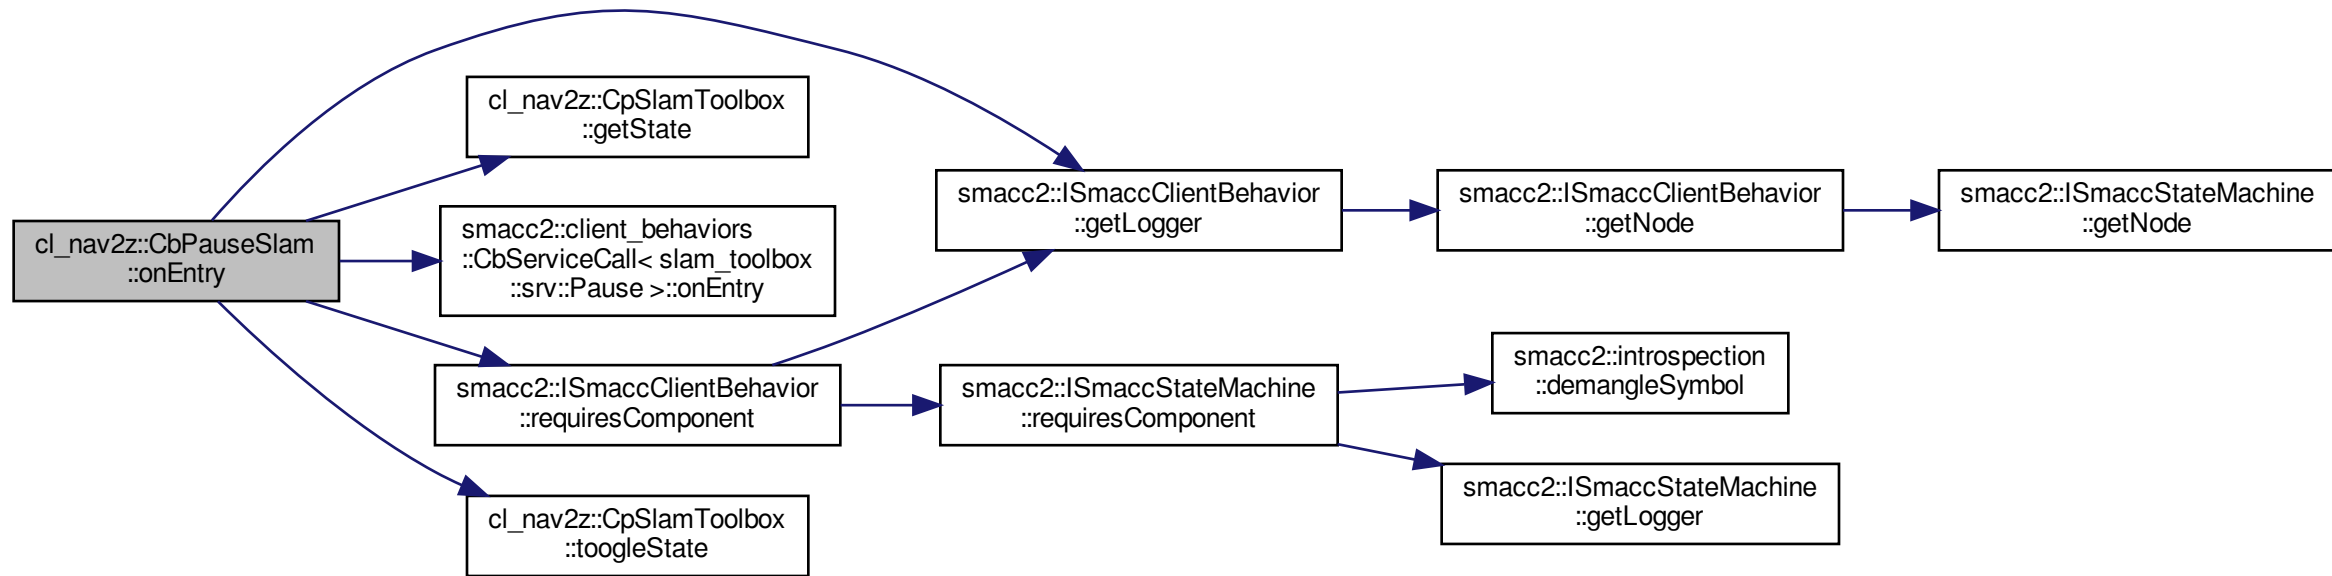 cl_nav2z::CbPauseSlam
::onEntry
cl_nav2z::CpSlamToolbox
::getState
smacc2::client_behaviors
::CbServiceCall< slam_toolbox
::srv::Pause >::onEntry
smacc2::ISmaccClientBehavior
::requiresComponent
cl_nav2z::CpSlamToolbox
::toogleState
smacc2::ISmaccClientBehavior
::getLogger
smacc2::ISmaccStateMachine
::requiresComponent
smacc2::ISmaccClientBehavior
::getNode
smacc2::introspection
::demangleSymbol
smacc2::ISmaccStateMachine
::getLogger
smacc2::ISmaccStateMachine
::getNode